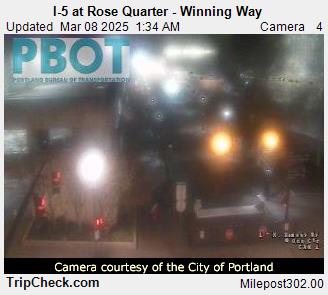 I-5 at Rose Quarter - Winning Way
Updated Mar 08 2025 1:34 AM Camera 4
PBOT
PORTLAND BUREAU OF TRANSPORTATION
Camera courtesy of the City of Portland
TripCheck.com Milepost302.00